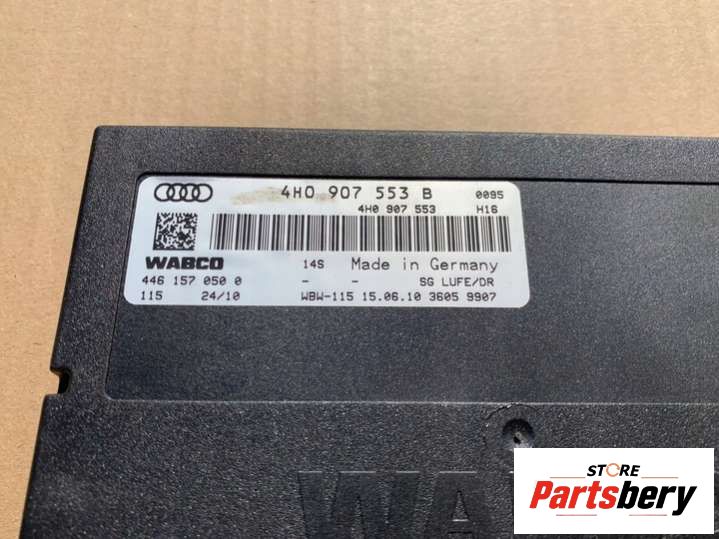 4H0 907 553 B 0095
4H0 907 553 H16
WABCO 14S Made in Germany
446 157 050 0 - - SG LUFE/DR
115 24/10 WBW-115 15.06.10 3605 9907
STORE
Partsbery